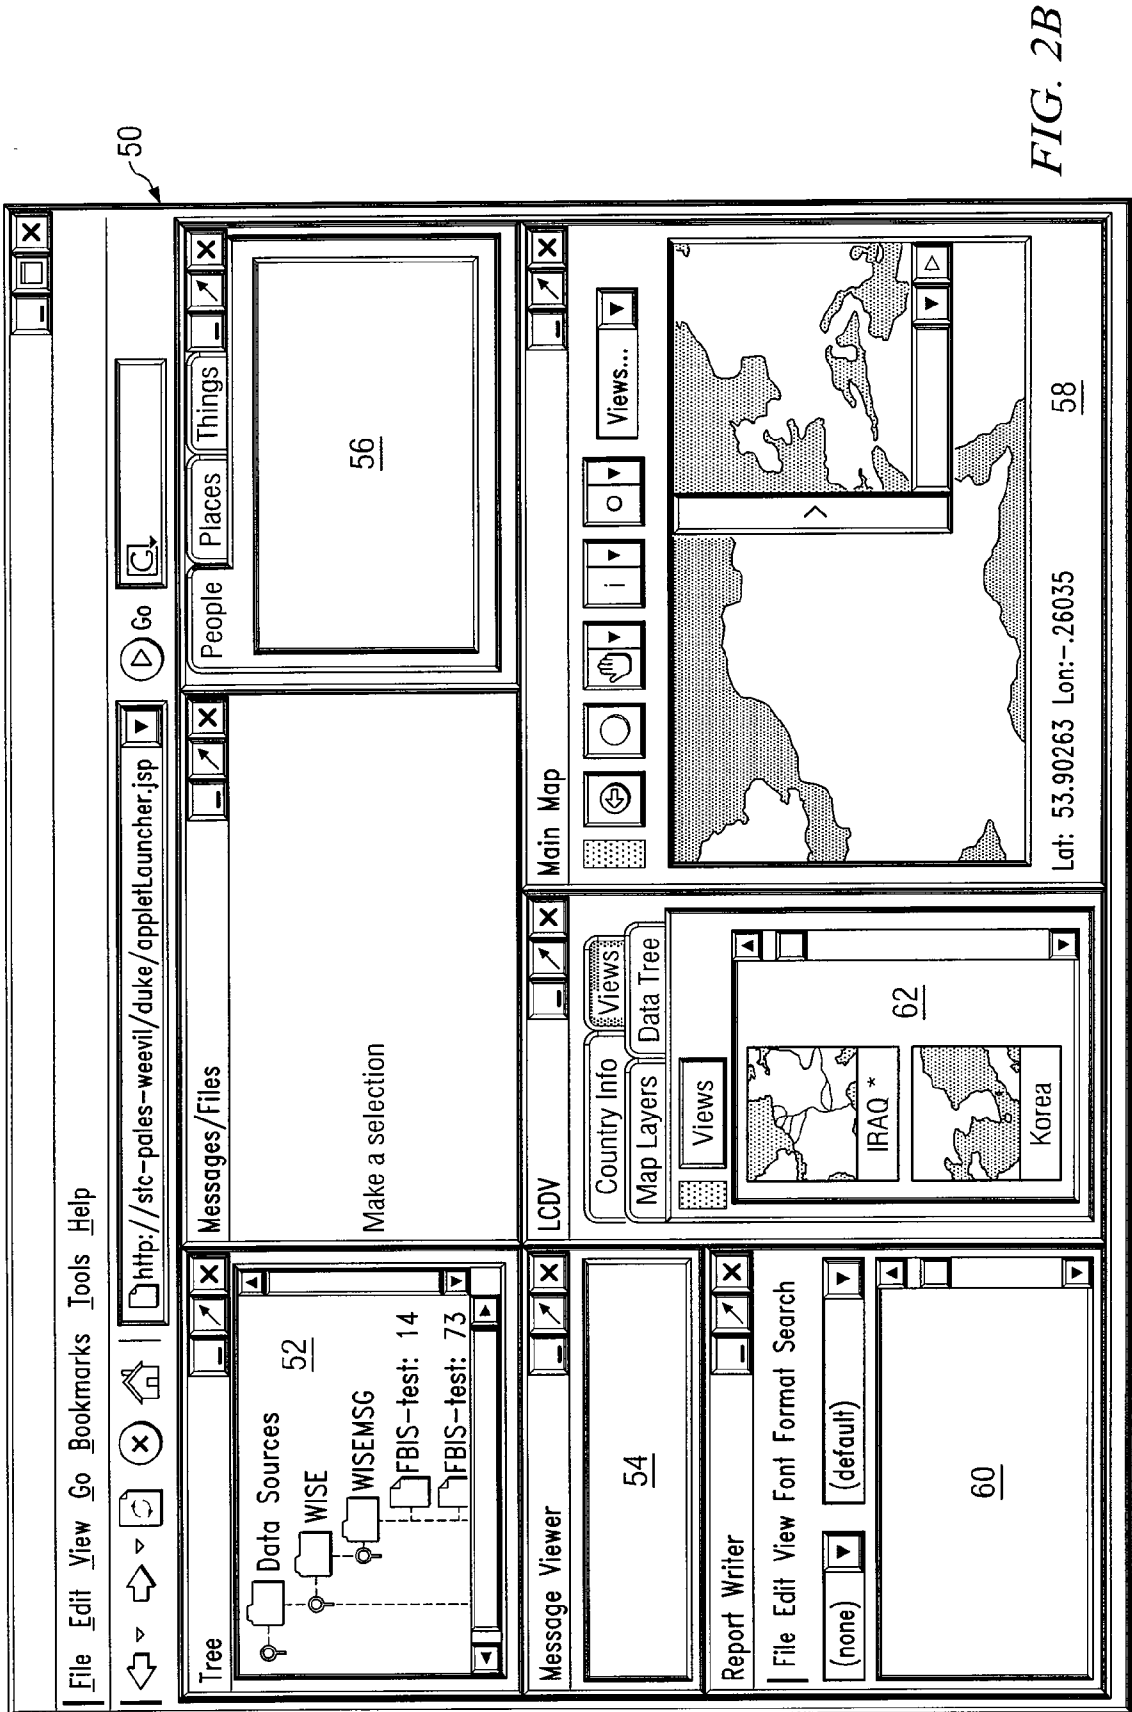 50
File Edit View Go Bookmarks Tools Help
http://stc-pales-weevil/duke/appletLauncher.jsp
Go
G
Tree
52
Data Sources
WISE
WISEMSG
FBIS-test: 14
FBIS-test: 73
Messages/Files
Make a selection
People Places Things
56
Message Viewer
54
Report Writer
File Edit View Font Format Search
(none) (default)
60
LCDV
Country Info Views
Map Layers Data Tree
Views
62
IRAQ *
Korea
Main Map
i O Views...
Lat: 53.90263 Lon:-.26035
58
FIG. 2B